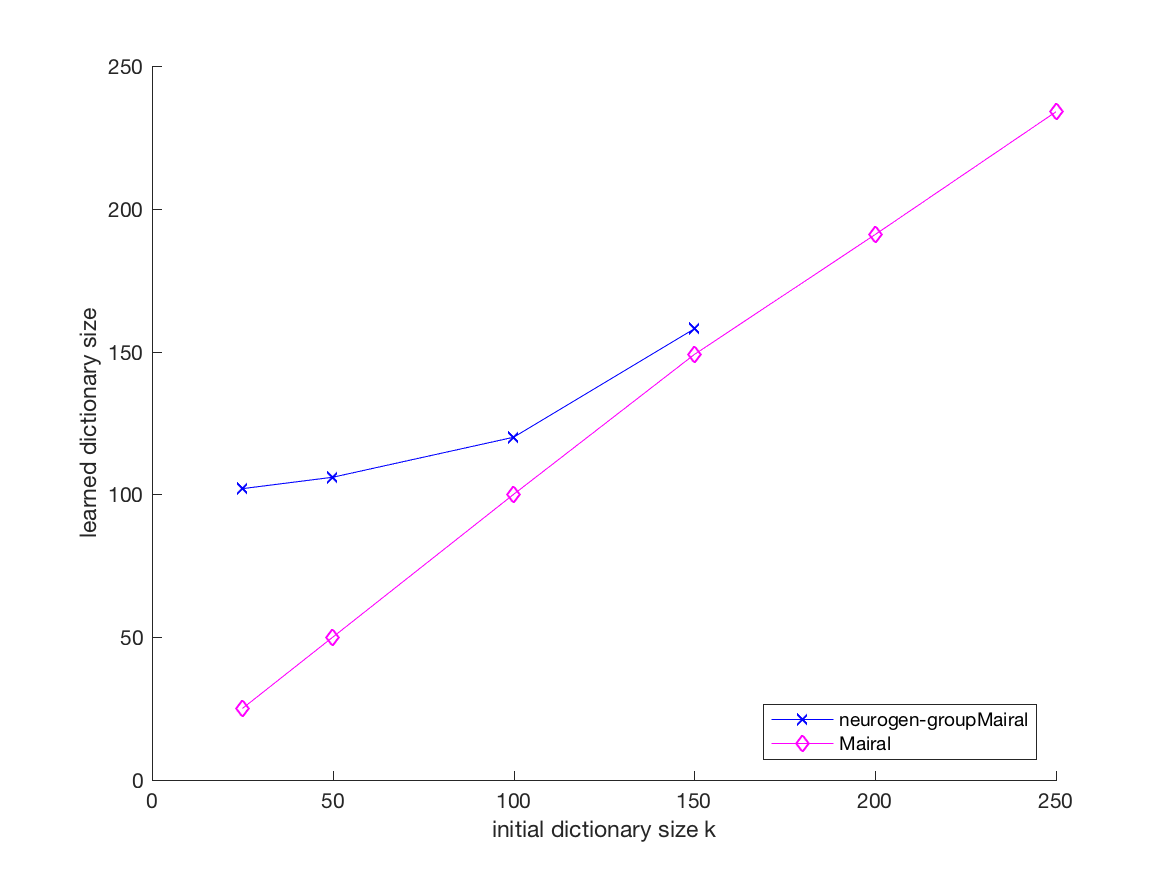 250
200
150
100
50
0
learned dictionary size
0 50 100 150 200 250
initial dictionary size k
neurogen-groupMairal
Mairal